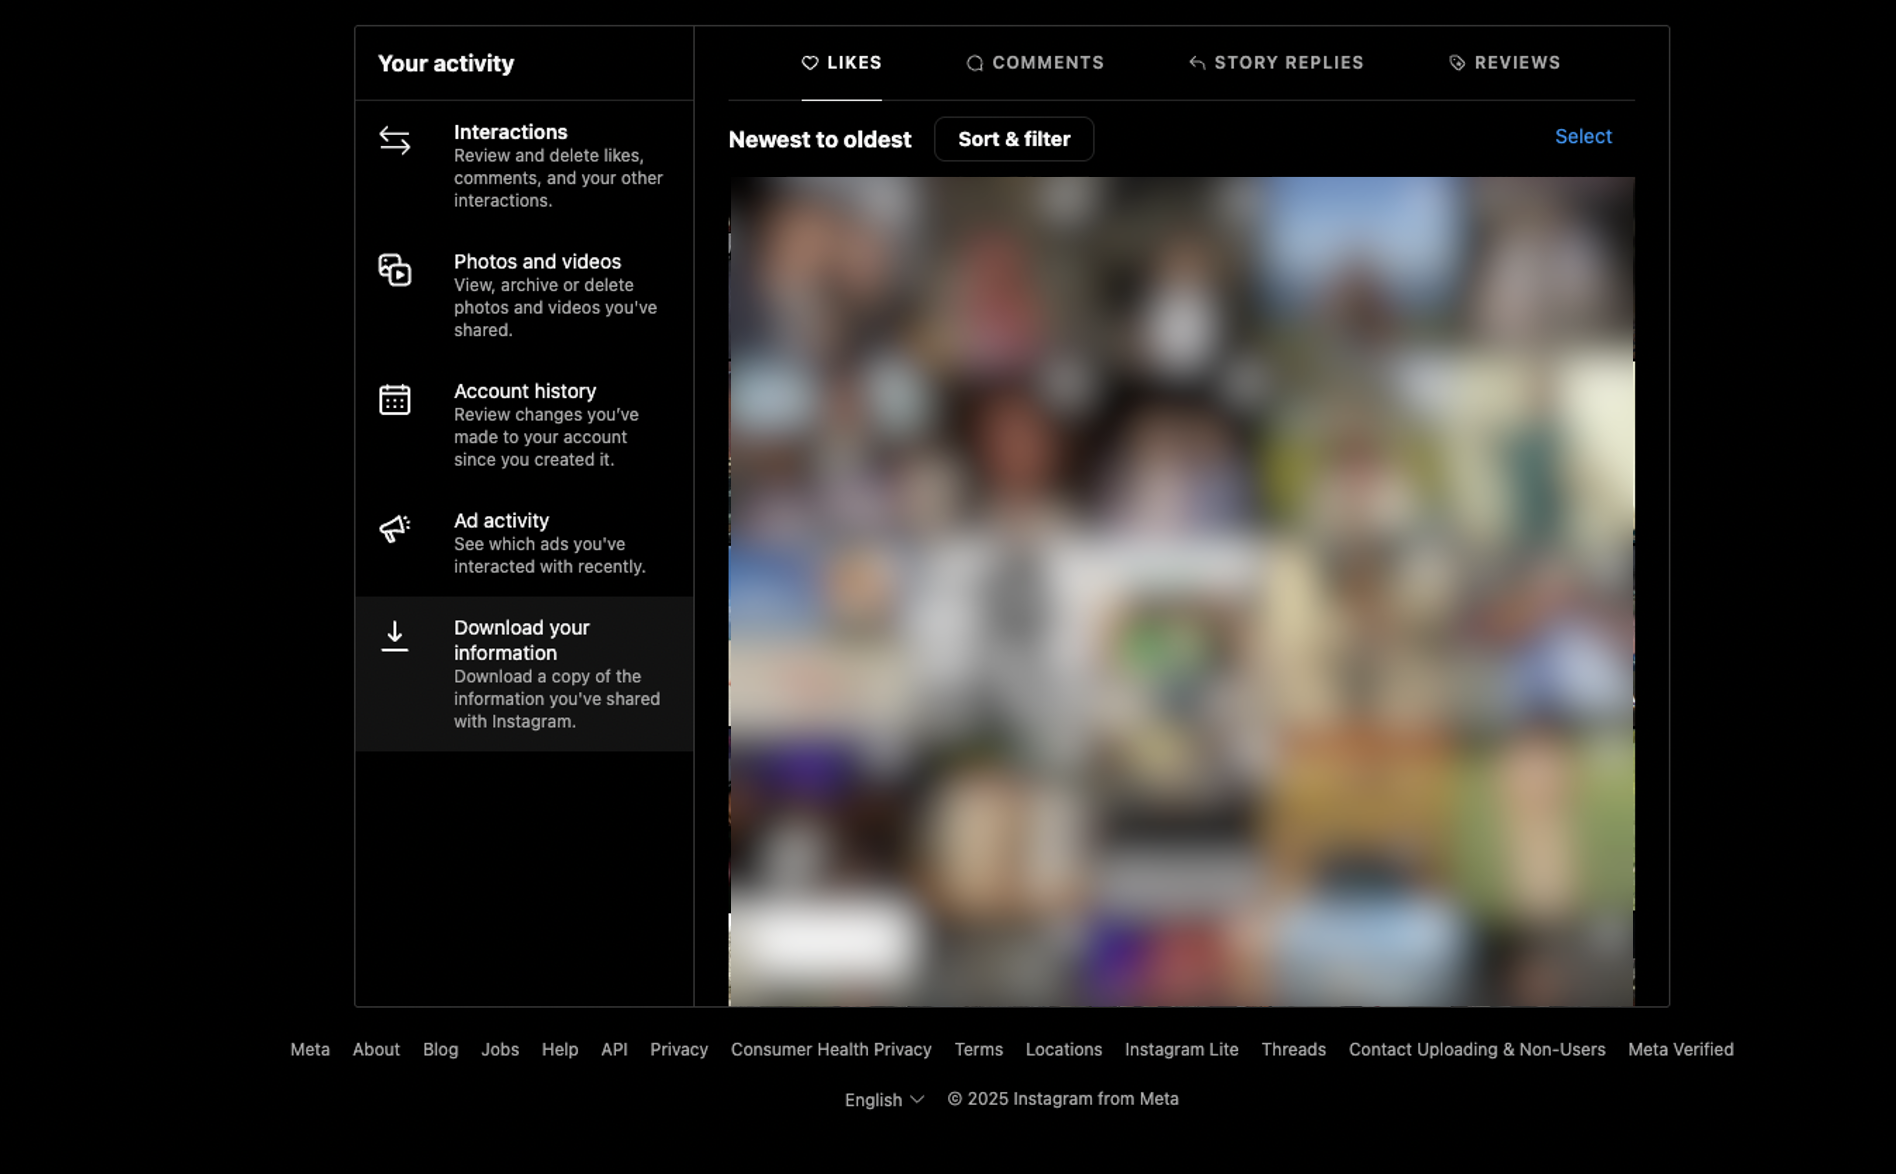 Your activity
Interactions
Review and delete likes,
comments, and your other
interactions.
Photos and videos
View, archive or delete
photos and videos you've
shared.
Account history
Review changes you’ve
made to your account
since you created it.
Ad activity
See which ads you've
interacted with recently.
Download your
information
Download a copy of the
information you've shared
with Instagram.
LIKES COMMENTS STORY REPLIES REVIEWS
Newest to oldest Sort & filter Select
Meta About Blog Jobs Help API Privacy Consumer Health Privacy Terms Locations Instagram Lite Threads Contact Uploading & Non-Users Meta Verified
English © 2025 Instagram from Meta